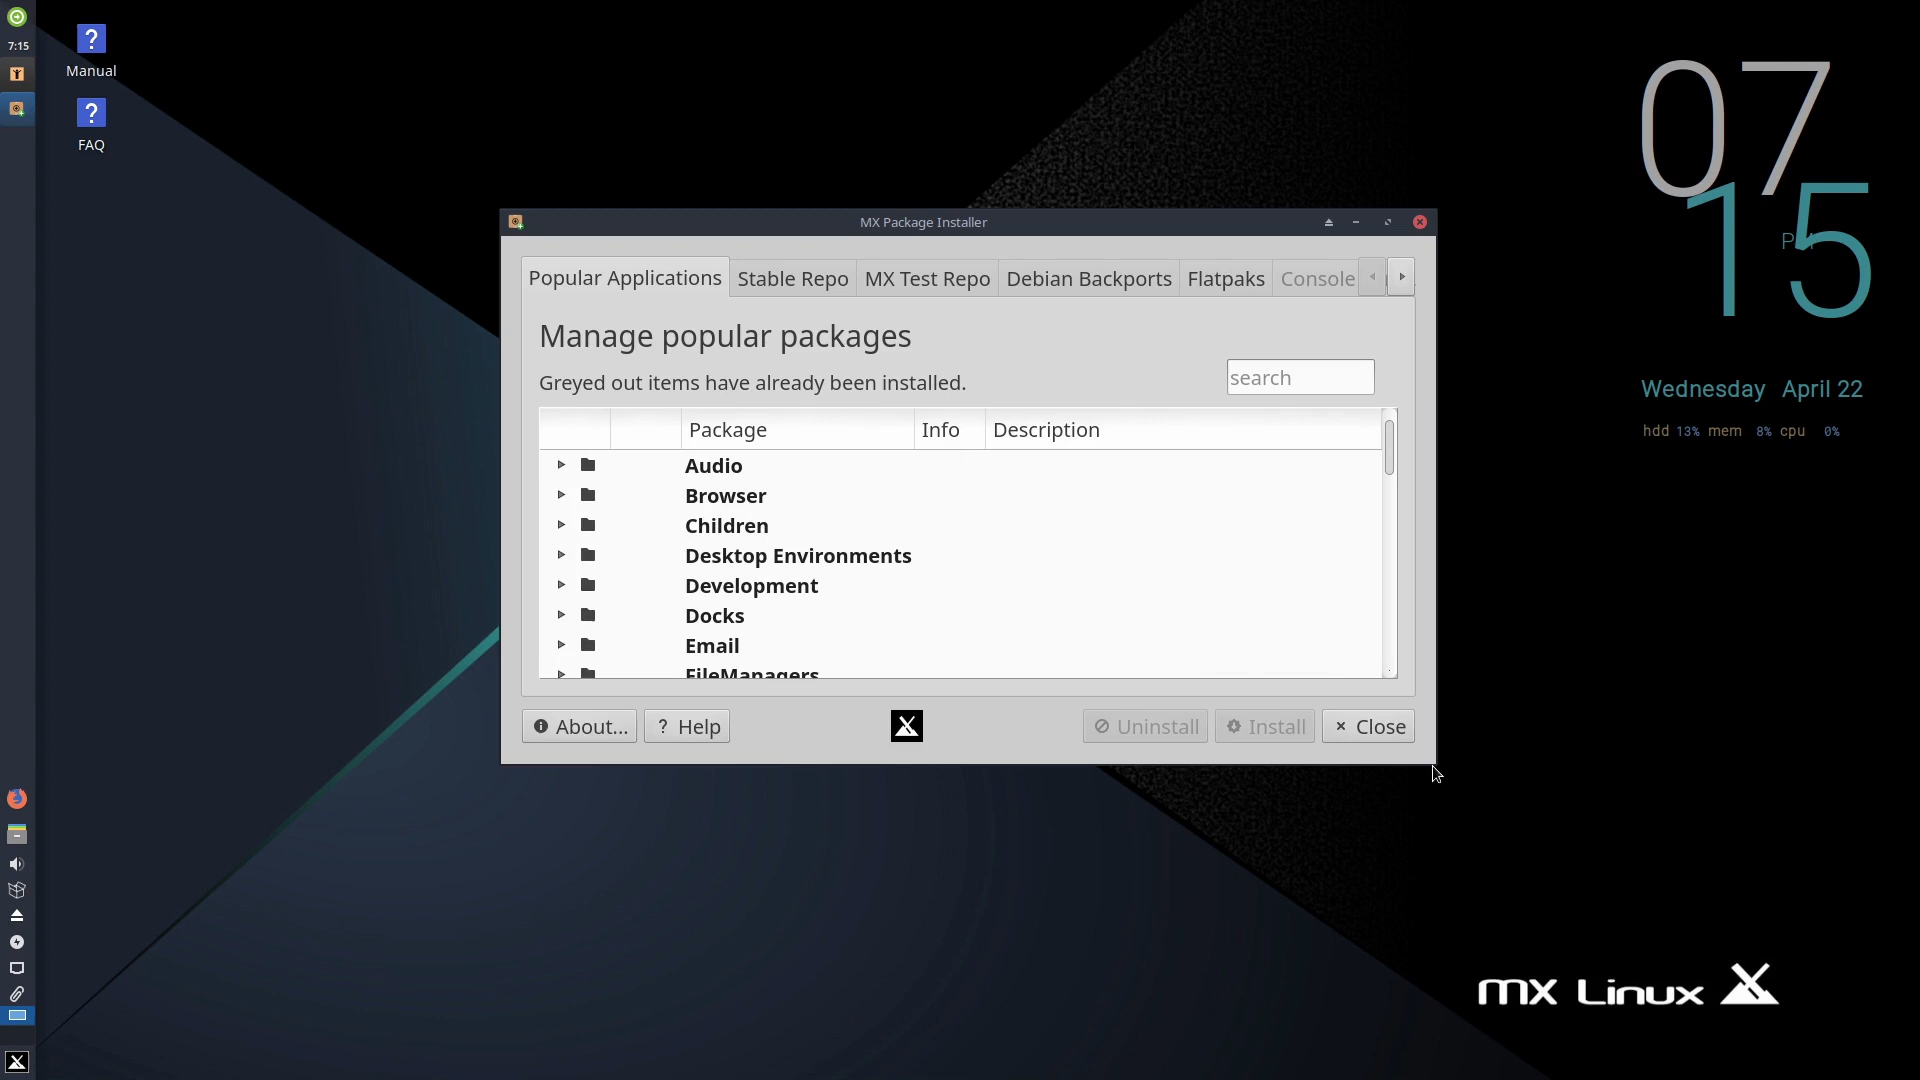 7:15
Manual
FAQ
MX Package Installer
Popular Applications
Stable Repo
MX Test Repo
Debian Backports
Flatpaks
Console
Manage popular packages
Greyed out items have already been installed.
search
Package
Info
Description
Audio
Browser
Children
Desktop Environments
Development
Docks
Email
FileManagers
About...
? Help
Uninstall
Install
Close
07
15
PM
Wednesday April 22
hdd 13% mem 8% cpu 0%
mx Linux